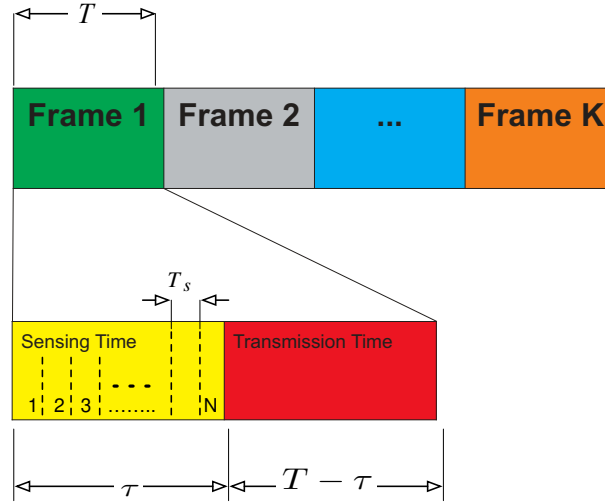 T
Frame 1 Frame 2 ... Frame K
T s
Sensing Time Transmission Time
1 2 3 ........ N
τ T − τ